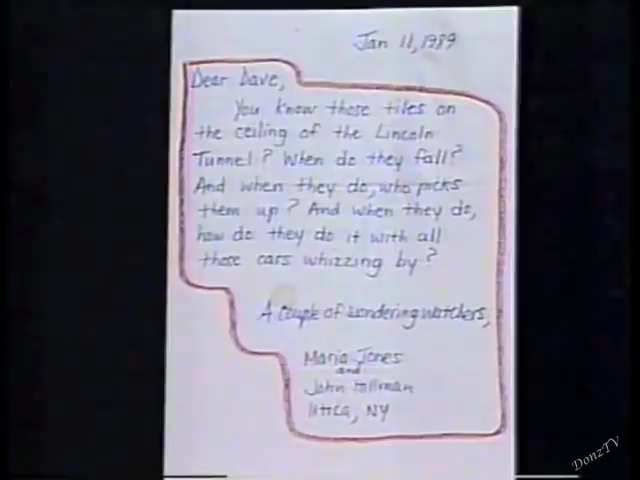 Jan 11, 1989
Dear Dave,
You know those tiles on
the ceiling of the Lincoln
Tunnel? When do they fall?
And when they do, who picks
them up? And when they do,
how do they do it with all
those cars whizzing by?
A couple of wondering watchers,
Maria Jones
and
John Tillman
Utica, NY
DonzTV